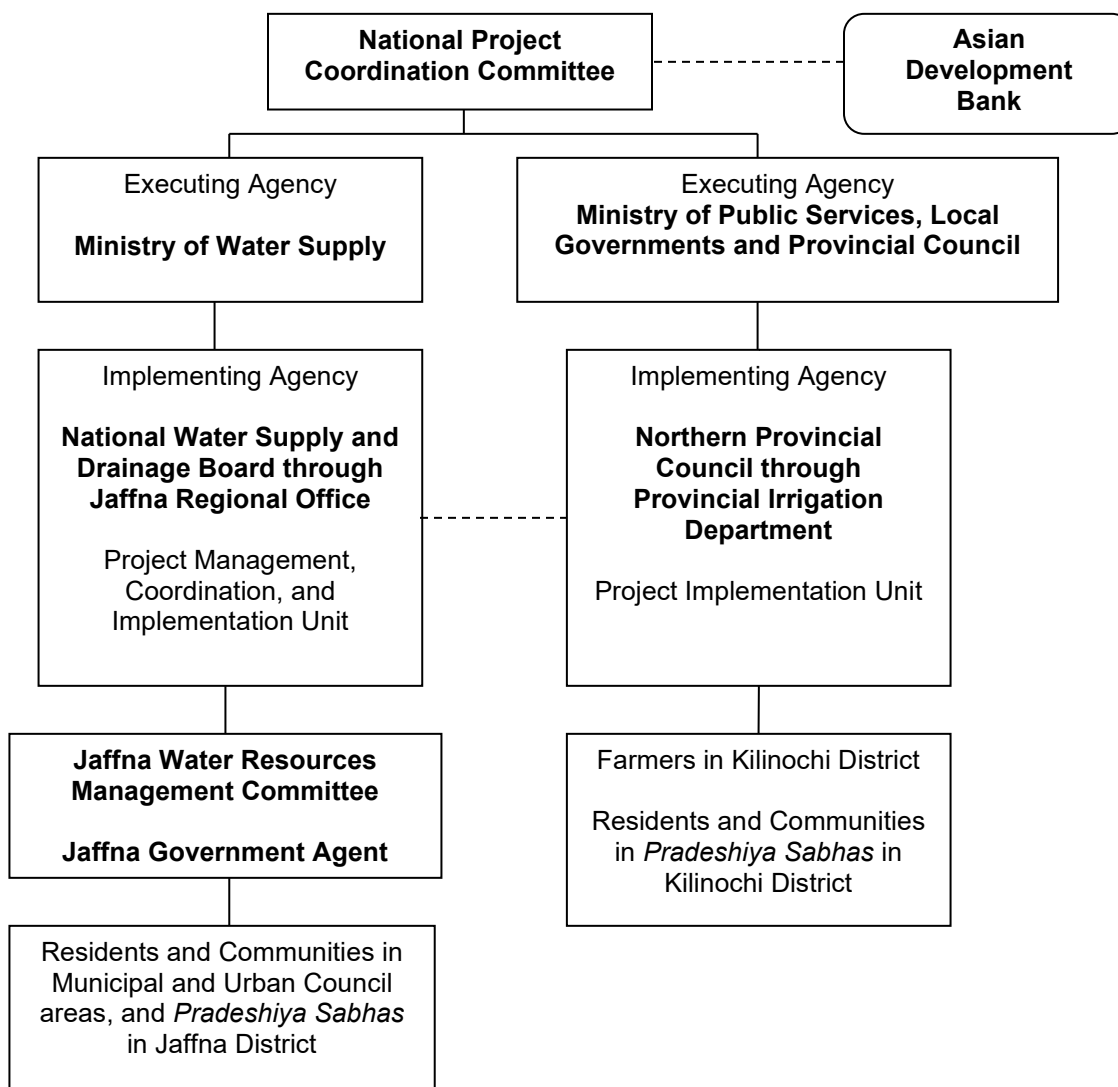 National Project
Coordination Committee
Asian
Development
Bank
Executing Agency
Ministry of Water Supply
Executing Agency
Ministry of Public Services, Local
Governments and Provincial Council
Implementing Agency
National Water Supply and
Drainage Board through
Jaffna Regional Office
Project Management,
Coordination, and
Implementation Unit
Implementing Agency
Northern Provincial
Council through
Provincial Irrigation
Department
Project Implementation Unit
Jaffna Water Resources
Management Committee
Jaffna Government Agent
Farmers in Kilinochi District
Residents and Communities
in Pradeshiya Sabhas in
Kilinochi District
Residents and Communities in
Municipal and Urban Council
areas, and Pradeshiya Sabhas
in Jaffna District